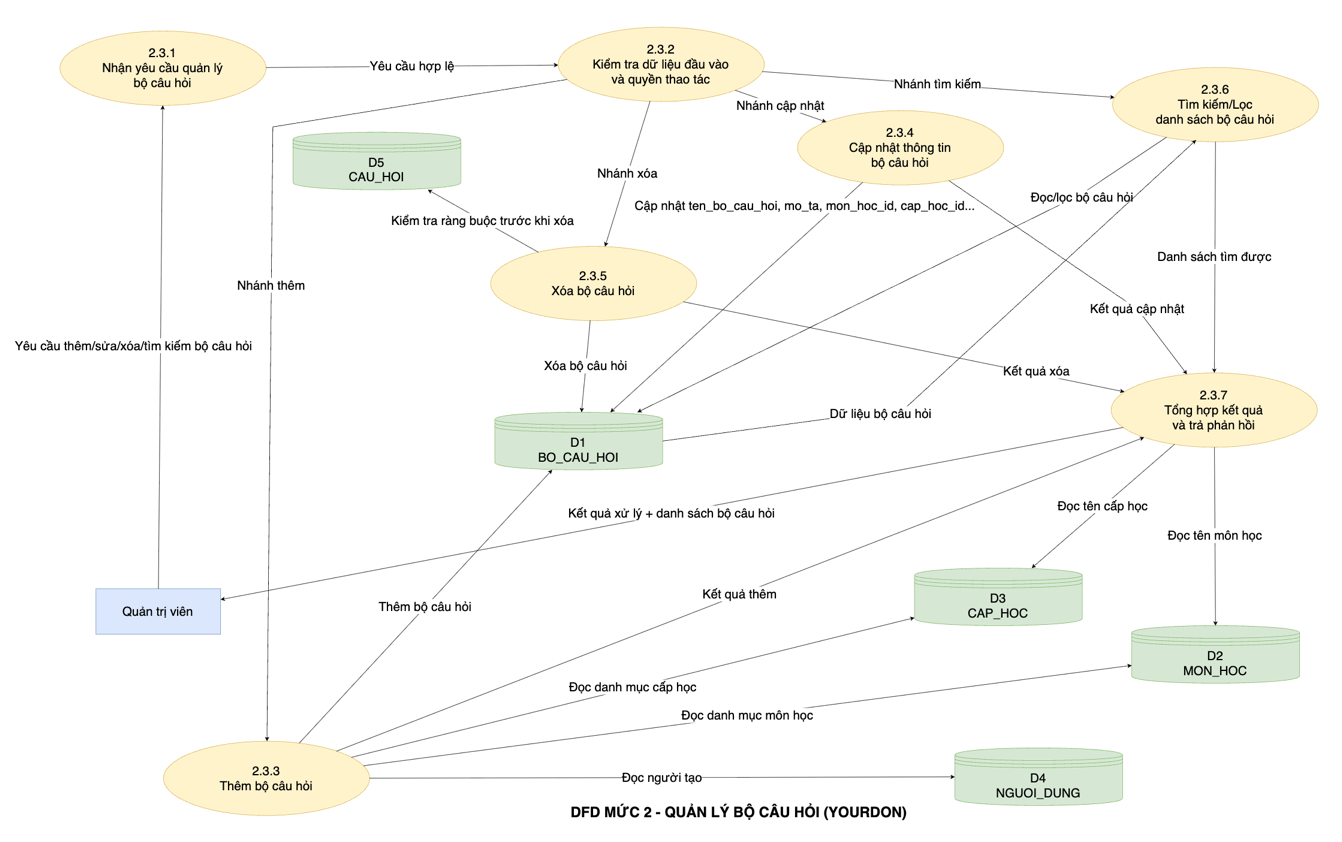 2.3.1
Nhận yêu cầu quản lý
bộ câu hỏi
Yêu cầu hợp lệ
2.3.2
Kiểm tra dữ liệu đầu vào
và quyền thao tác
Nhánh tìm kiếm
2.3.6
Tìm kiếm/Lọc
danh sách bộ câu hỏi
Nhánh cập nhật
2.3.4
Cập nhật thông tin
bộ câu hỏi
D5
CAU_HOI
Nhánh xóa
Kiểm tra ràng buộc trước khi xóa
Cập nhật ten_bo_cau_hoi, mo_ta, mon_hoc_id, cap_hoc_id...
Đọc/lọc bộ câu hỏi
Danh sách tìm được
2.3.5
Xóa bộ câu hỏi
Nhánh thêm
Kết quả cập nhật
Yêu cầu thêm/sửa/xóa/tìm kiếm bộ câu hỏi
Xóa bộ câu hỏi
Kết quả xóa
2.3.7
Tổng hợp kết quả
và trả phản hồi
Dữ liệu bộ câu hỏi
D1
BO_CAU_HOI
Kết quả xử lý + danh sách bộ câu hỏi
Đọc tên cấp học
Đọc tên môn học
Quản trị viên
Thêm bộ câu hỏi
Kết quả thêm
D3
CAP_HOC
D2
MON_HOC
Đọc danh mục cấp học
Đọc danh mục môn học
2.3.3
Thêm bộ câu hỏi
Đọc người tạo
D4
NGUOI_DUNG
DFD MỨC 2 - QUẢN LÝ BỘ CÂU HỎI (YOURDON)